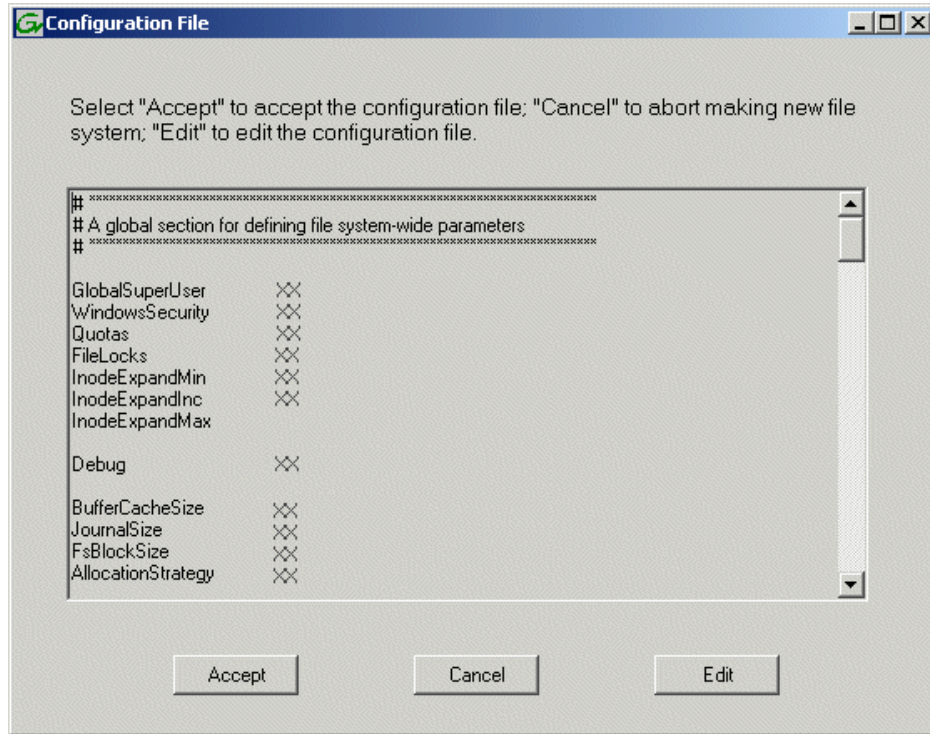 Configuration File
Select "Accept" to accept the configuration file; "Cancel" to abort making new file
system; "Edit" to edit the configuration file.
# ****************************************************************************
# A global section for defining file system-wide parameters
# ****************************************************************************
GlobalSuperUser XX
WindowsSecurity XX
Quotas XX
FileLocks XX
InodeExpandMin XX
InodeExpandInc XX
InodeExpandMax
Debug XX
BufferCacheSize XX
JournalSize XX
FsBlockSize XX
AllocationStrategy XX
Accept Cancel Edit